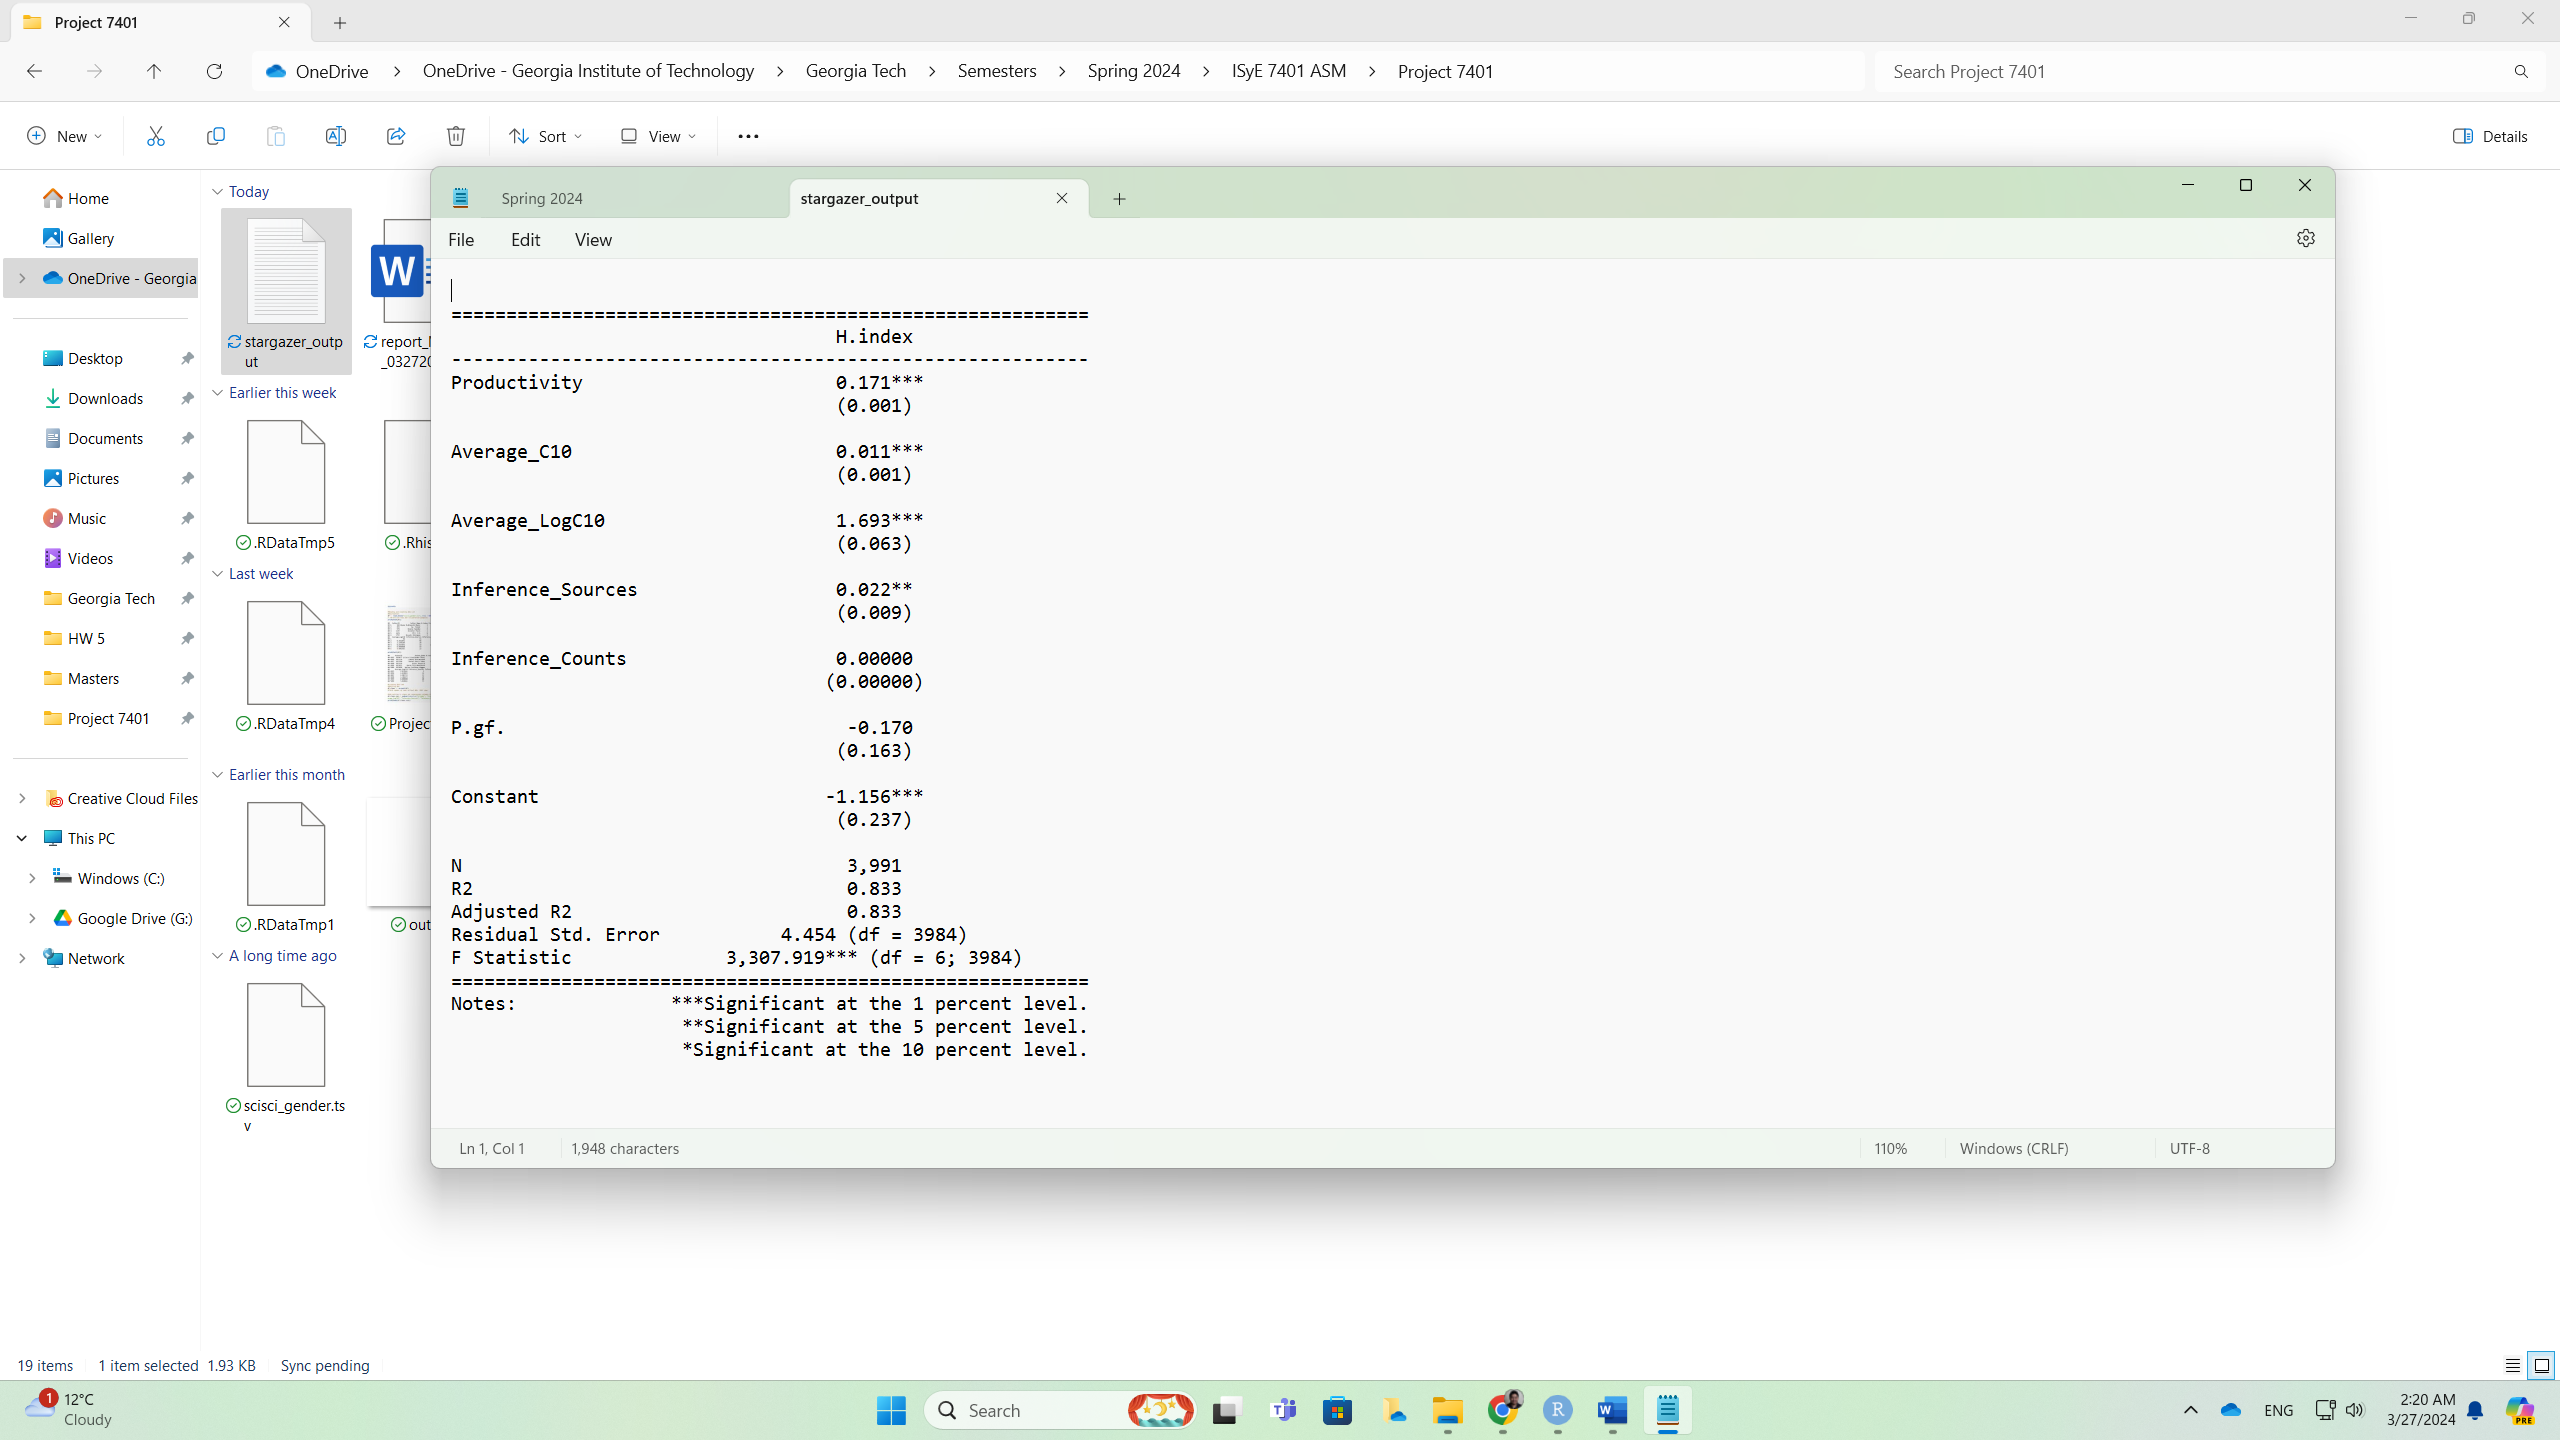 Project 7401
OneDrive > OneDrive - Georgia Institute of Technology > Georgia Tech > Semesters > Spring 2024 > ISyE 7401 ASM > Project 7401
Search Project 7401
New
Sort
View
Details
Home
Gallery
OneDrive - Georgia
Desktop
Downloads
Documents
Pictures
Music
Videos
Georgia Tech
HW 5
Masters
Project 7401
Creative Cloud Files
This PC
Windows (C:)
Google Drive (G:)
Network
Today
stargazer_outp
ut
_03272
Earlier this week
.RDataTmp5
.Rhis
Last week
.RDataTmp4
Projec
Earlier this month
.RDataTmp1
out
A long time ago
scisci_gender.ts
v
Spring 2024
stargazer_output
File Edit View
==========================================================
H.index
----------------------------------------------------------
Productivity 0.171***
(0.001)
Average_C10 0.011***
(0.001)
Average_LogC10 1.693***
(0.063)
Inference_Sources 0.022**
(0.009)
Inference_Counts 0.00000
(0.00000)
P.gf. -0.170
(0.163)
Constant -1.156***
(0.237)
N 3,991
R2 0.833
Adjusted R2 0.833
Residual Std. Error 4.454 (df = 3984)
F Statistic 3,307.919*** (df = 6; 3984)
==========================================================
Notes: ***Significant at the 1 percent level.
**Significant at the 5 percent level.
*Significant at the 10 percent level.
Ln 1, Col 1
1,948 characters
110%
Windows (CRLF)
UTF-8
19 items
1 item selected 1.93 KB
Sync pending
1
12°C
Cloudy
Search
ENG
2:20 AM
3/27/2024
PRE